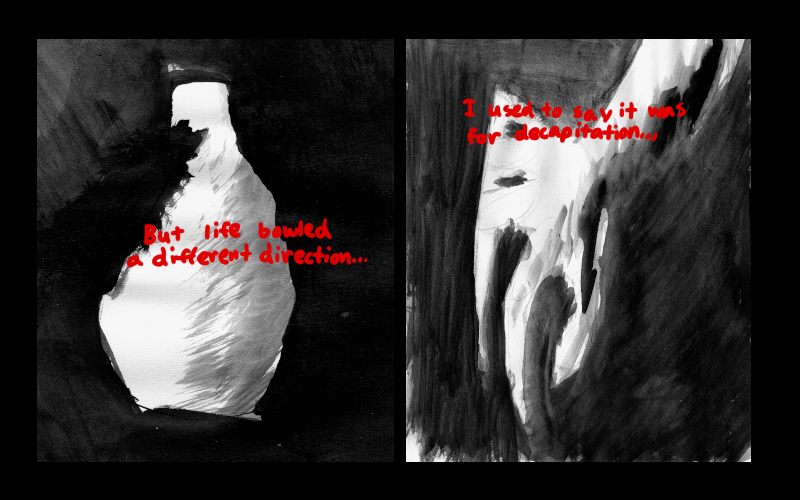 But life bowled
a different direction...
I used to say it was
for decapitation...